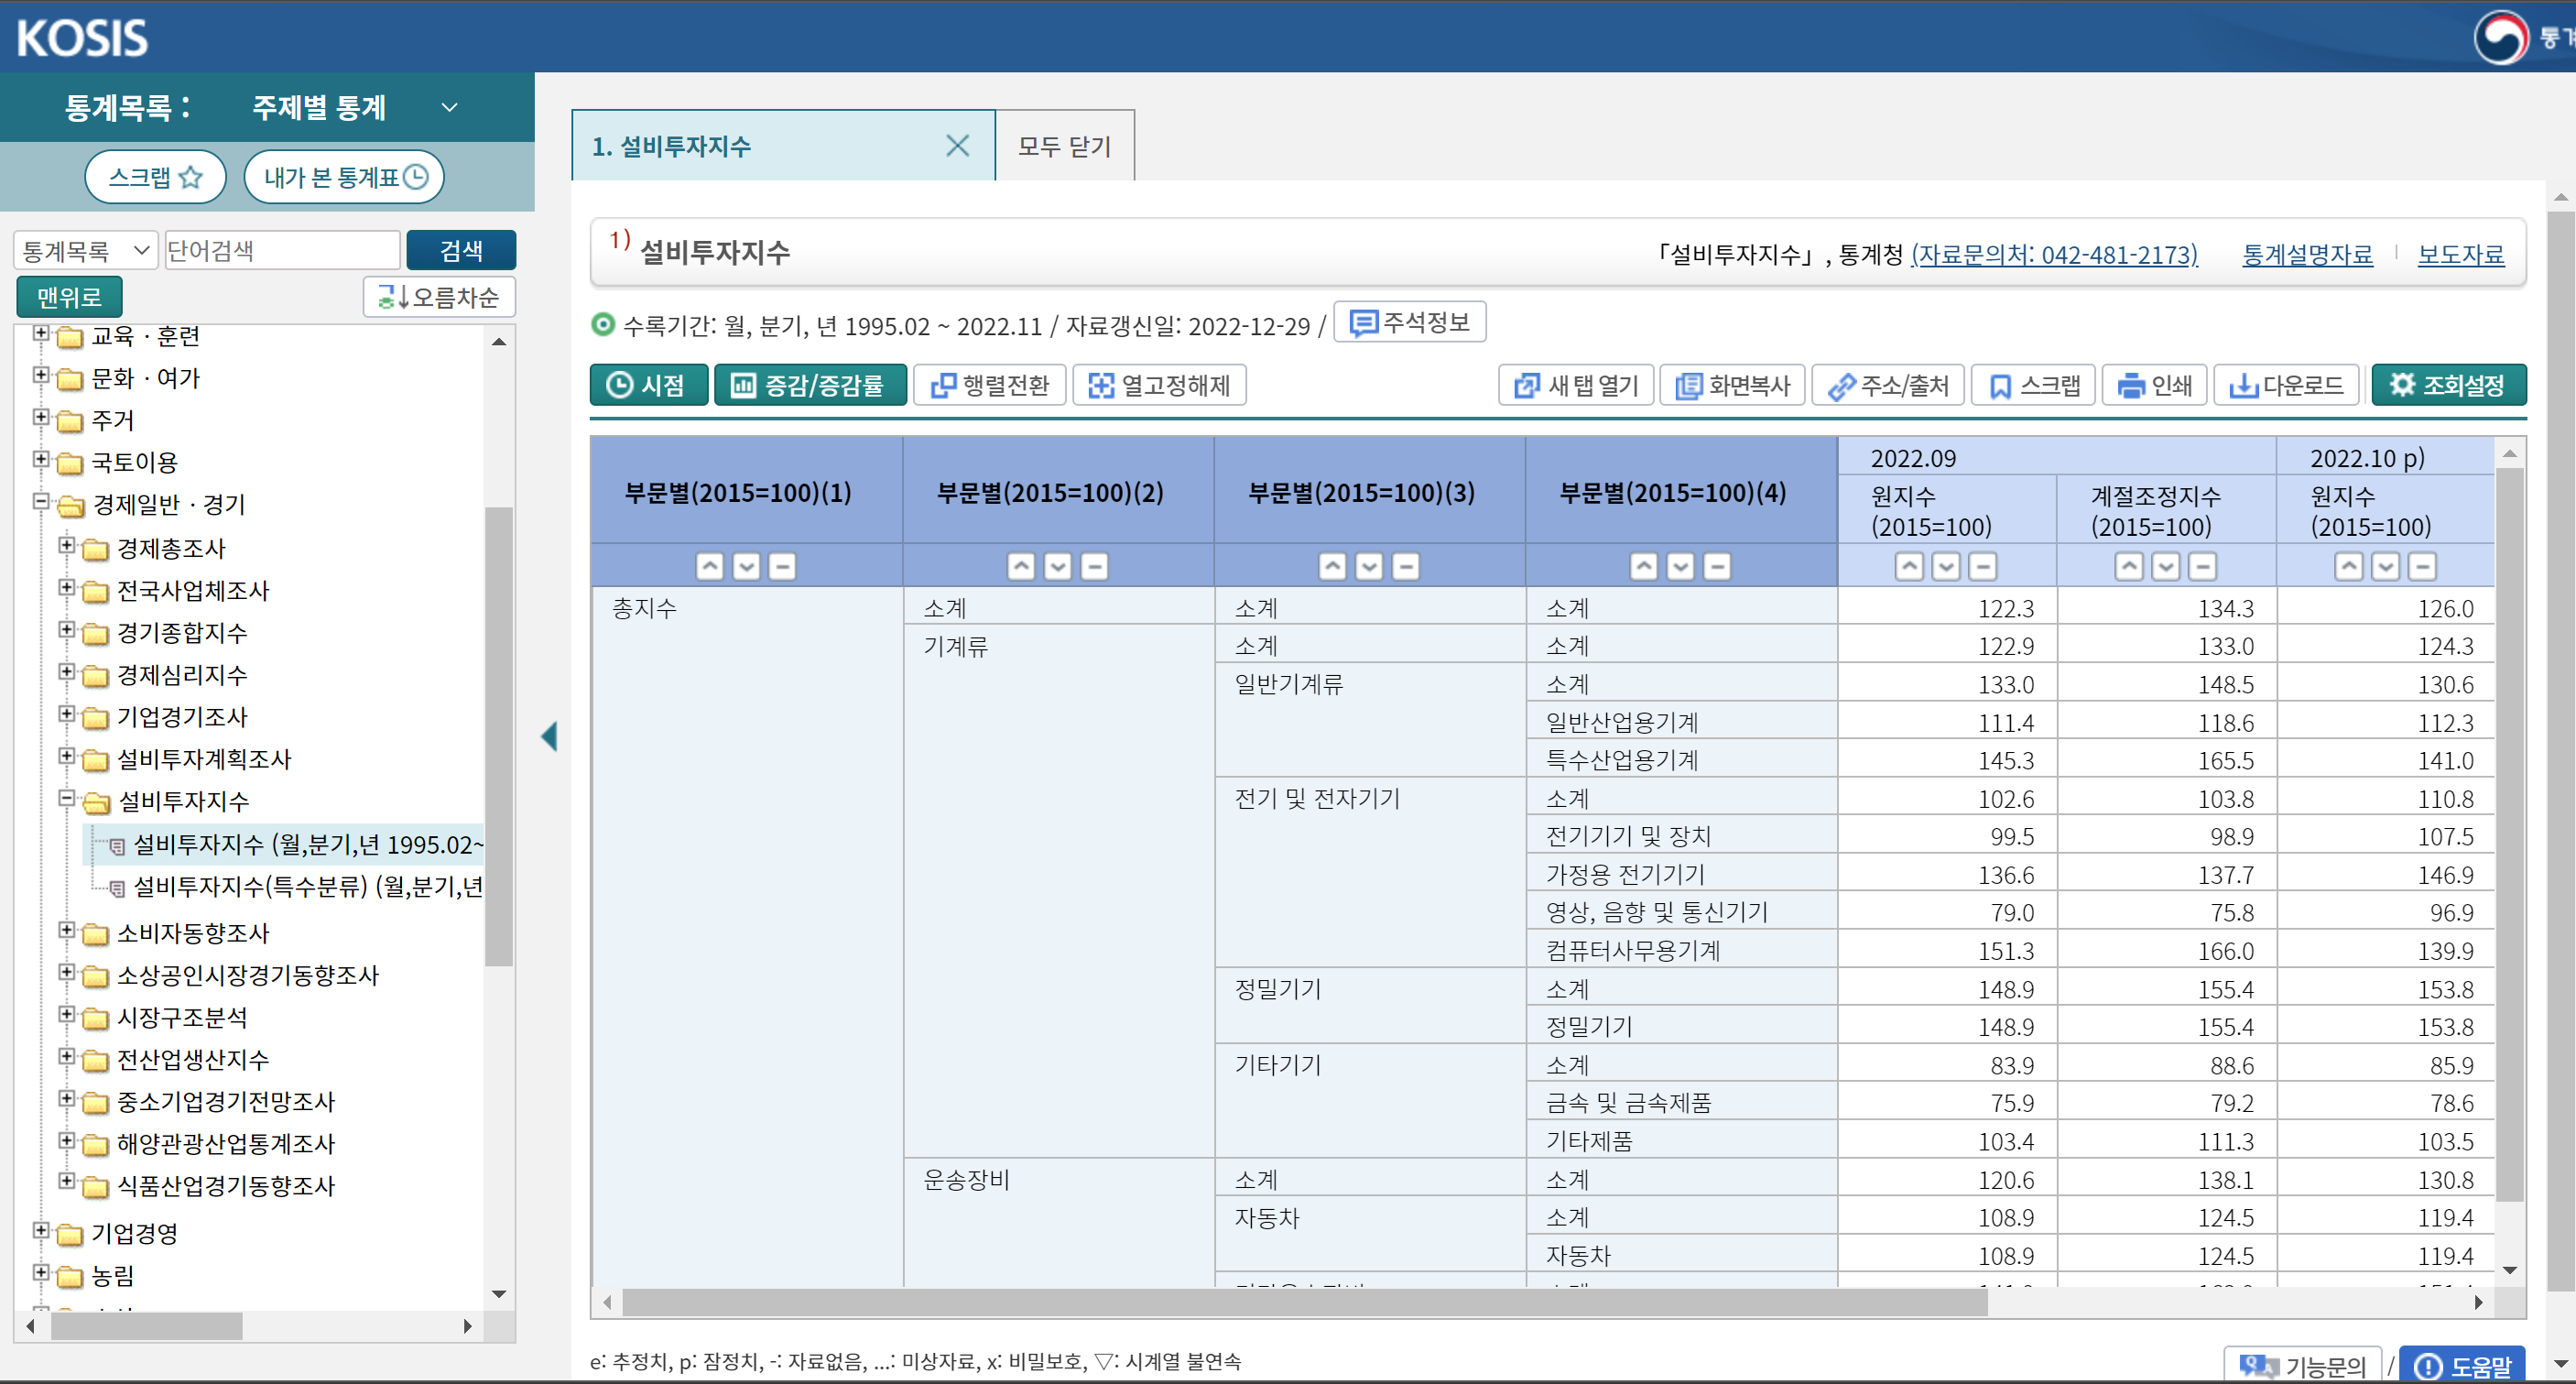 KOSIS
통계목록 : 주제별 통계
스크랩 내가 본 통계표
통계목록 단어검색 검색
맨위로 오름차순
교육 · 훈련
문화 · 여가
주거
국토이용
경제일반 · 경기
경제총조사
전국사업체조사
경기종합지수
경제심리지수
기업경기조사
설비투자계획조사
설비투자지수
설비투자지수 (월,분기,년 1995.02~
설비투자지수(특수분류) (월,분기,년
소비자동향조사
소상공인시장경기동향조사
시장구조분석
전산업생산지수
중소기업경기전망조사
해양관광산업통계조사
식품산업경기동향조사
기업경영
농림
1. 설비투자지수 모두 닫기
1) 설비투자지수 「설비투자지수」, 통계청 (자료문의처: 042-481-2173) 통계설명자료 보도자료
수록기간: 월, 분기, 년 1995.02 ~ 2022.11 / 자료갱신일: 2022-12-29 / 주석정보
시점 증감/증감률 행렬전환 열고정해제 새 탭 열기 화면복사 주소/출처 스크랩 인쇄 다운로드 조회설정
부문별(2015=100)(1) 부문별(2015=100)(2) 부문별(2015=100)(3) 부문별(2015=100)(4) 2022.09 2022.10 p)
원지수 계절조정지수 원지수
(2015=100) (2015=100) (2015=100)
총지수 소계 소계 소계 122.3 134.3 126.0
기계류 소계 소계 122.9 133.0 124.3
일반기계류 소계 133.0 148.5 130.6
일반산업용기계 111.4 118.6 112.3
특수산업용기계 145.3 165.5 141.0
전기 및 전자기기 소계 102.6 103.8 110.8
전기기기 및 장치 99.5 98.9 107.5
가정용 전기기기 136.6 137.7 146.9
영상, 음향 및 통신기기 79.0 75.8 96.9
컴퓨터사무용기계 151.3 166.0 139.9
정밀기기 소계 148.9 155.4 153.8
정밀기기 148.9 155.4 153.8
기타기기 소계 83.9 88.6 85.9
금속 및 금속제품 75.9 79.2 78.6
기타제품 103.4 111.3 103.5
운송장비 소계 소계 120.6 138.1 130.8
자동차 소계 108.9 124.5 119.4
자동차 108.9 124.5 119.4
e: 추정치, p: 잠정치, -: 자료없음, ...: 미상자료, x: 비밀보호, ▽: 시계열 불연속
기능문의 / 도움말